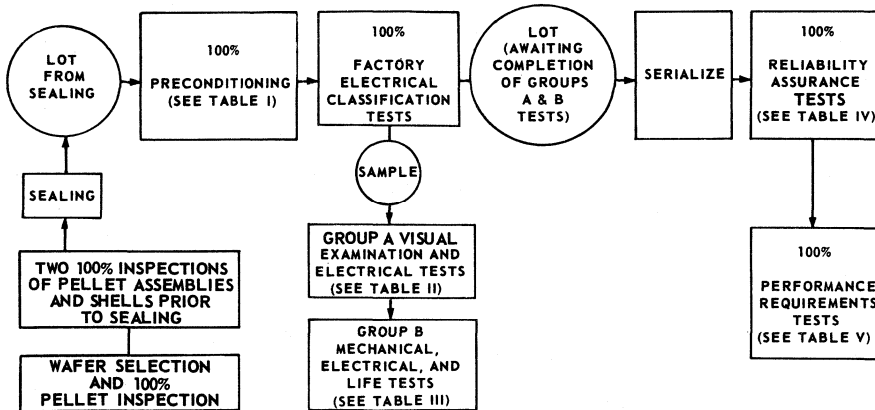 LOT
FROM
SEALING
100%
PRECONDITIONING
(SEE TABLE I)
100%
FACTORY
ELECTRICAL
CLASSIFICATION
TESTS
LOT
(AWAITING
COMPLETION
OF GROUPS
A & B
TESTS)
SERIALIZE
100%
RELIABILITY
ASSURANCE
TESTS
(SEE TABLE IV)
SEALING
SAMPLE
TWO 100% INSPECTIONS
OF PELLET ASSEMBLIES
AND SHELLS PRIOR
TO SEALING
WAFER SELECTION
AND 100%
PELLET INSPECTION
GROUP A VISUAL
EXAMINATION AND
ELECTRICAL TESTS
(SEE TABLE II)
GROUP B
MECHANICAL,
ELECTRICAL, AND
LIFE TESTS
(SEE TABLE III)
100%
PERFORMANCE
REQUIREMENTS
TESTS
(SEE TABLE V)